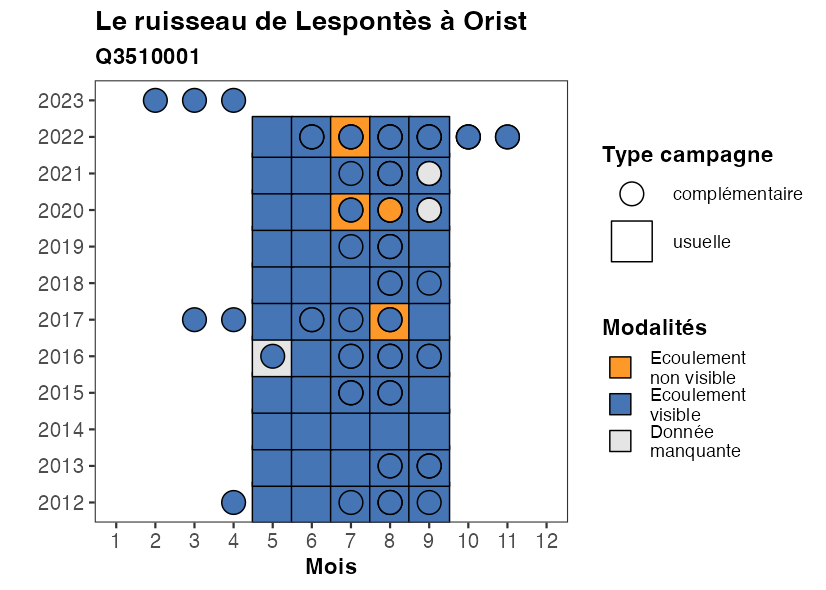 Le ruisseau de Lespontès à Orist
Q3510001
2023
2022
2021
2020
2019
2018
2017
2016
2015
2014
2013
2012
1 2 3 4 5 6 7 8 9 10 11 12
Mois
Type campagne
complémentaire
usuelle
Modalités
Ecoulement
non visible
Ecoulement
visible
Donnée
manquante